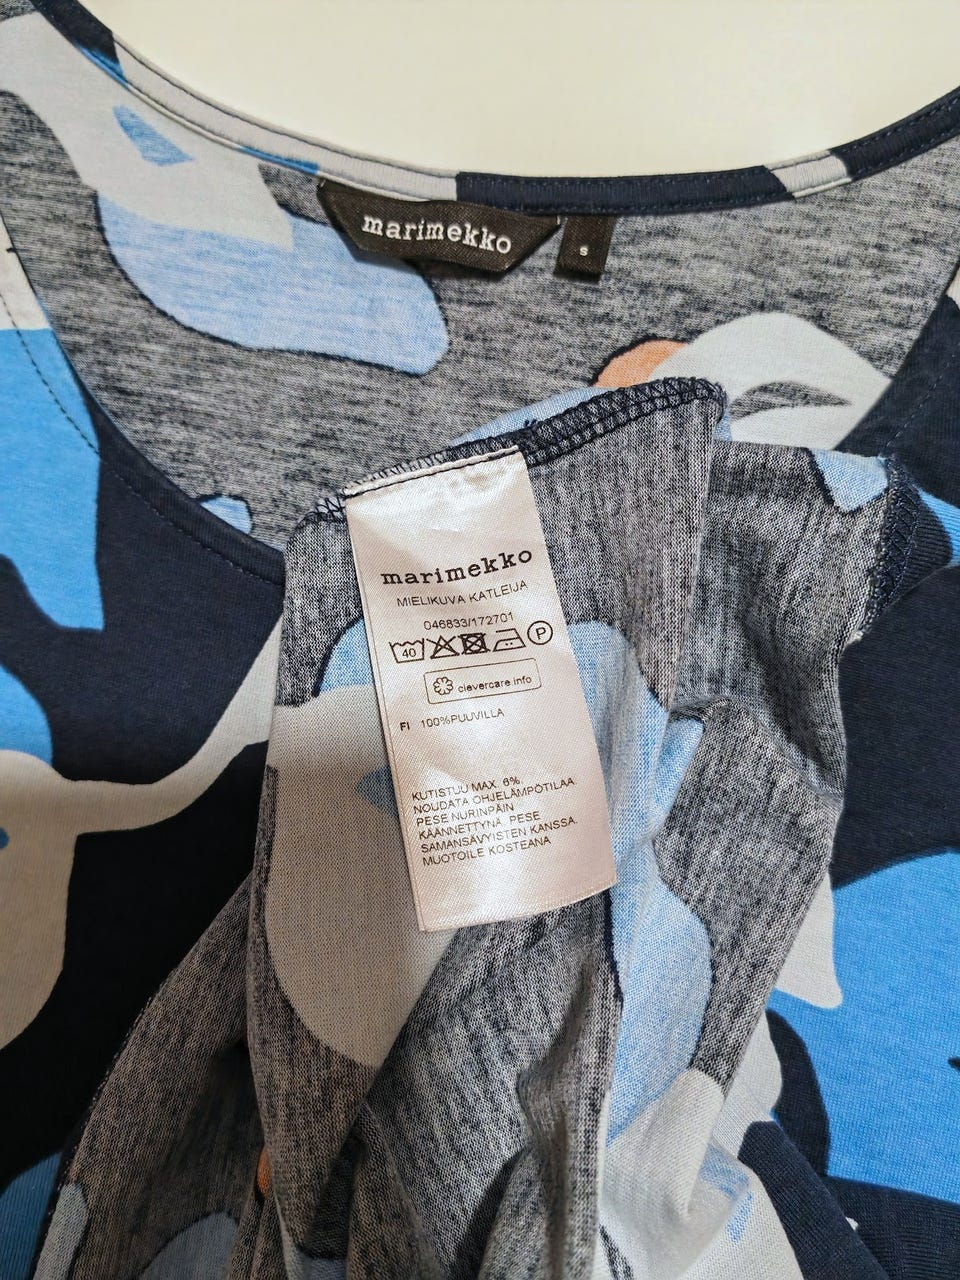 marimekko
S
marimekko
MIELIKUVA KATLEIJA
046833/172701
40 P
clevercare.info
FI 100%PUUVILLA
KUTISTUU MAX. 6%.
NOUDATA OHJELÄMPÖTILAA.
PESE NURINPÄIN
KÄÄNNETTYNÄ. PESE
SAMANSÄVYISTEN KANSSA.
MUOTOILE KOSTEANA